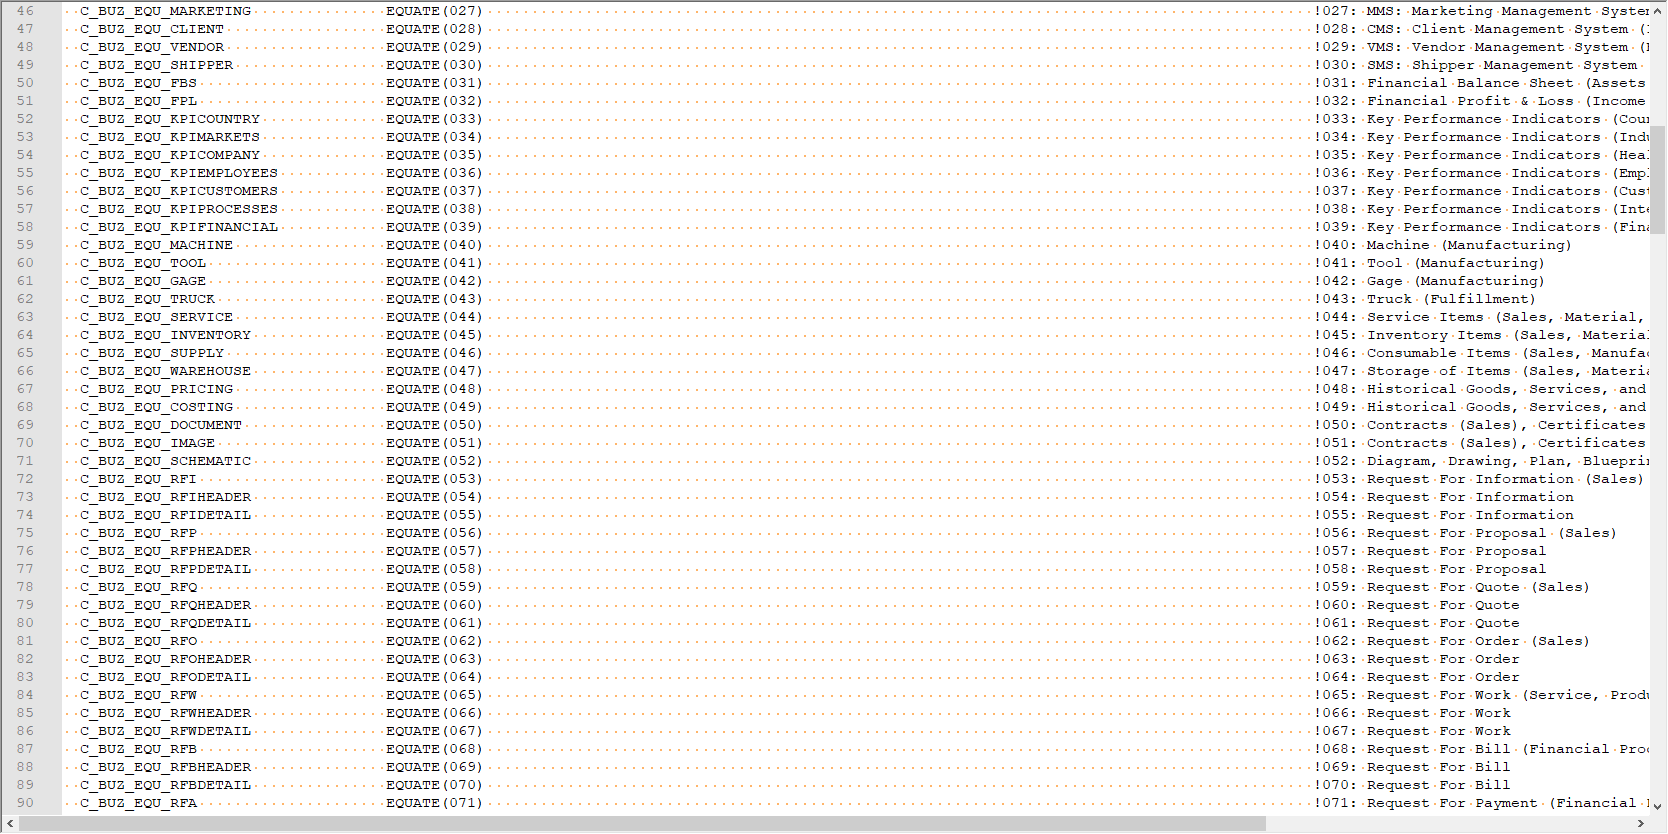 46 C_BUZ_EQU_MARKETING EQUATE(027) !027: MMS: Marketing Management System
47 C_BUZ_EQU_CLIENT EQUATE(028) !028: CMS: Client Management System (
48 C_BUZ_EQU_VENDOR EQUATE(029) !029: VMS: Vendor Management System (
49 C_BUZ_EQU_SHIPPER EQUATE(030) !030: SMS: Shipper Management System
50 C_BUZ_EQU_FBS EQUATE(031) !031: Financial Balance Sheet (Assets
51 C_BUZ_EQU_FPL EQUATE(032) !032: Financial Profit & Loss (Income
52 C_BUZ_EQU_KPICOUNTRY EQUATE(033) !033: Key Performance Indicators (Cou
53 C_BUZ_EQU_KPIMARKETS EQUATE(034) !034: Key Performance Indicators (Ind
54 C_BUZ_EQU_KPICOMPANY EQUATE(035) !035: Key Performance Indicators (Hea
55 C_BUZ_EQU_KPIEMPLOYEES EQUATE(036) !036: Key Performance Indicators (Emp
56 C_BUZ_EQU_KPICUSTOMERS EQUATE(037) !037: Key Performance Indicators (Cus
57 C_BUZ_EQU_KPIPROCESSES EQUATE(038) !038: Key Performance Indicators (Int
58 C_BUZ_EQU_KPIFINANCIAL EQUATE(039) !039: Key Performance Indicators (Fin
59 C_BUZ_EQU_MACHINE EQUATE(040) !040: Machine (Manufacturing)
60 C_BUZ_EQU_TOOL EQUATE(041) !041: Tool (Manufacturing)
61 C_BUZ_EQU_GAGE EQUATE(042) !042: Gage (Manufacturing)
62 C_BUZ_EQU_TRUCK EQUATE(043) !043: Truck (Fulfillment)
63 C_BUZ_EQU_SERVICE EQUATE(044) !044: Service Items (Sales, Material,
64 C_BUZ_EQU_INVENTORY EQUATE(045) !045: Inventory Items (Sales, Material
65 C_BUZ_EQU_SUPPLY EQUATE(046) !046: Consumable Items (Sales, Manufa
66 C_BUZ_EQU_WAREHOUSE EQUATE(047) !047: Storage of Items (Sales, Materi
67 C_BUZ_EQU_PRICING EQUATE(048) !048: Historical Goods, Services, and
68 C_BUZ_EQU_COSTING EQUATE(049) !049: Historical Goods, Services, and
69 C_BUZ_EQU_DOCUMENT EQUATE(050) !050: Contracts (Sales), Certificates
70 C_BUZ_EQU_IMAGE EQUATE(051) !051: Contracts (Sales), Certificates
71 C_BUZ_EQU_SCHEMATIC EQUATE(052) !052: Diagram, Drawing, Plan, Bluepri
72 C_BUZ_EQU_RFI EQUATE(053) !053: Request For Information (Sales)
73 C_BUZ_EQU_RFIHEADER EQUATE(054) !054: Request For Information
74 C_BUZ_EQU_RFIDETAIL EQUATE(055) !055: Request For Information
75 C_BUZ_EQU_RFP EQUATE(056) !056: Request For Proposal (Sales)
76 C_BUZ_EQU_RFPHEADER EQUATE(057) !057: Request For Proposal
77 C_BUZ_EQU_RFPDETAIL EQUATE(058) !058: Request For Proposal
78 C_BUZ_EQU_RFQ EQUATE(059) !059: Request For Quote (Sales)
79 C_BUZ_EQU_RFQHEADER EQUATE(060) !060: Request For Quote
80 C_BUZ_EQU_RFQDETAIL EQUATE(061) !061: Request For Quote
81 C_BUZ_EQU_RFO EQUATE(062) !062: Request For Order (Sales)
82 C_BUZ_EQU_RFOHEADER EQUATE(063) !063: Request For Order
83 C_BUZ_EQU_RFODETAIL EQUATE(064) !064: Request For Order
84 C_BUZ_EQU_RFW EQUATE(065) !065: Request For Work (Service, Prod
85 C_BUZ_EQU_RFWHEADER EQUATE(066) !066: Request For Work
86 C_BUZ_EQU_RFWDETAIL EQUATE(067) !067: Request For Work
87 C_BUZ_EQU_RFB EQUATE(068) !068: Request For Bill (Financial Pro
88 C_BUZ_EQU_RFBHEADER EQUATE(069) !069: Request For Bill
89 C_BUZ_EQU_RFBDETAIL EQUATE(070) !070: Request For Bill
90 C_BUZ_EQU_RFA EQUATE(071) !071: Request For Payment (Financial